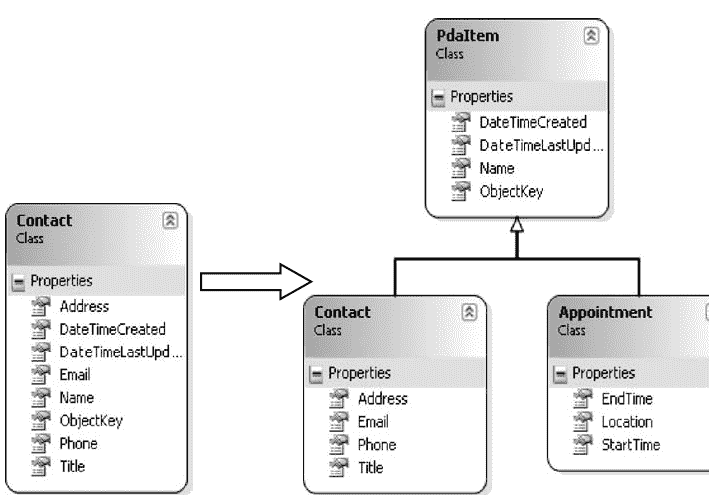 Contact
Class
Properties
Address
DateTimeCreated
DateTimeLastUpd...
Email
Name
ObjectKey
Phone
Title
PdaItem
Class
Properties
DateTimeCreated
DateTimeLastUpd...
Name
ObjectKey
Contact
Class
Properties
Address
Email
Phone
Title
Appointment
Class
Properties
EndTime
Location
StartTime